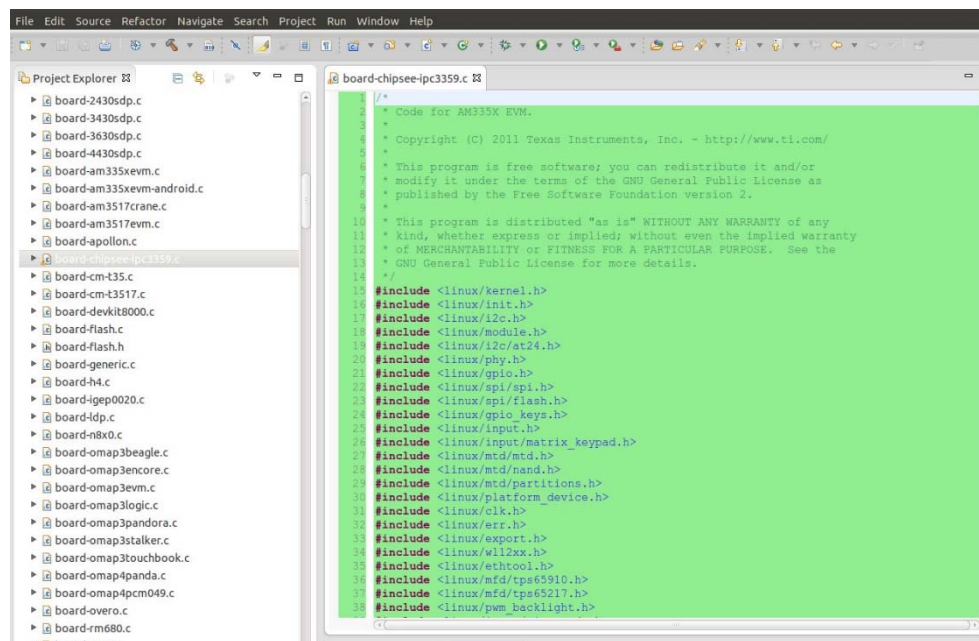 File Edit Source Refactor Navigate Search Project Run Window Help
Project Explorer
board-2430sdp.c
board-3430sdp.c
board-3630sdp.c
board-4430sdp.c
board-am335xevm.c
board-am335xevm-android.c
board-am3517crane.c
board-am3517evm.c
board-apollon.c
board-chipsee-ipc3359.c
board-cm-t35.c
board-cm-t3517.c
board-devkit8000.c
board-flash.c
board-flash.h
board-generic.c
board-h4.c
board-igep0020.c
board-ldp.c
board-n8x0.c
board-omap3beagle.c
board-omap3encore.c
board-omap3evm.c
board-omap3logic.c
board-omap3pandora.c
board-omap3stalker.c
board-omap3touchbook.c
board-omap4panda.c
board-omap4pcm049.c
board-overo.c
board-rm680.c
board-chipsee-ipc3359.c
1 /*
2 * Code for AM335X EVM.
3 *
4 * Copyright (C) 2011 Texas Instruments, Inc. - http://www.ti.com/
5 *
6 * This program is free software; you can redistribute it and/or
7 * modify it under the terms of the GNU General Public License as
8 * published by the Free Software Foundation version 2.
9 *
10 * This program is distributed "as is" WITHOUT ANY WARRANTY of any
11 * kind, whether express or implied; without even the implied warranty
12 * of MERCHANTABILITY or FITNESS FOR A PARTICULAR PURPOSE. See the
13 * GNU General Public License for more details.
14 */
15 #include <linux/kernel.h>
16 #include <linux/init.h>
17 #include <linux/i2c.h>
18 #include <linux/module.h>
19 #include <linux/i2c/at24.h>
20 #include <linux/phy.h>
21 #include <linux/gpio.h>
22 #include <linux/spi/spi.h>
23 #include <linux/spi/flash.h>
24 #include <linux/gpio_keys.h>
25 #include <linux/input.h>
26 #include <linux/input/matrix_keypad.h>
27 #include <linux/mtd/mtd.h>
28 #include <linux/mtd/nand.h>
29 #include <linux/mtd/partitions.h>
30 #include <linux/platform_device.h>
31 #include <linux/clk.h>
32 #include <linux/err.h>
33 #include <linux/export.h>
34 #include <linux/wl12xx.h>
35 #include <linux/ethtool.h>
36 #include <linux/mfd/tps65910.h>
37 #include <linux/mfd/tps65217.h>
38 #include <linux/pwm_backlight.h>